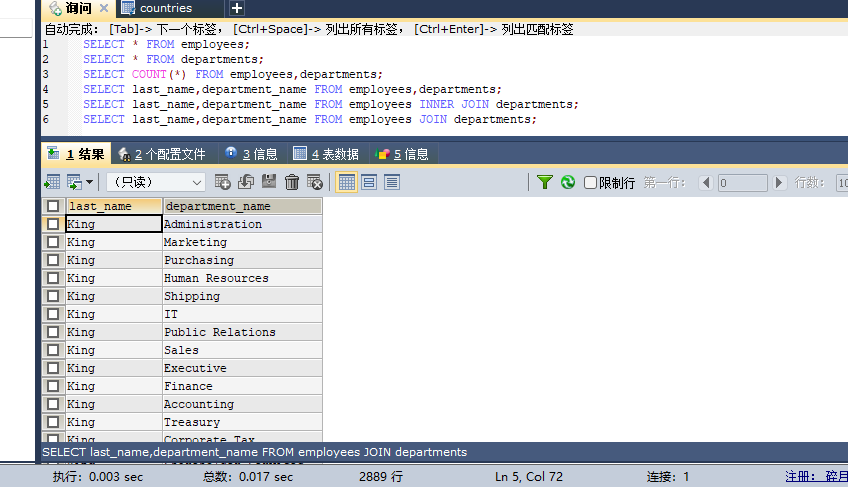 询问 countries
自动完成: [Tab]-> 下一个标签, [Ctrl+Space]-> 列出所有标签, [Ctrl+Enter]-> 列出匹配标签
1 SELECT * FROM employees;
2 SELECT * FROM departments;
3 SELECT COUNT(*) FROM employees,departments;
4 SELECT last_name,department_name FROM employees,departments;
5 SELECT last_name,department_name FROM employees INNER JOIN departments;
6 SELECT last_name,department_name FROM employees JOIN departments;
1 结果 2 个配置文件 3 信息 4 表数据 5 信息
(只读) 限制行 第一行: 0 行数: 10
last_name department_name
King Administration
King Marketing
King Purchasing
King Human Resources
King Shipping
King IT
King Public Relations
King Sales
King Executive
King Finance
King Accounting
King Treasury
King Corporate Tax
SELECT last_name,department_name FROM employees JOIN departments
执行: 0.003 sec 总数: 0.017 sec 2889 行 Ln 5, Col 72 连接: 1 注册: 碎月